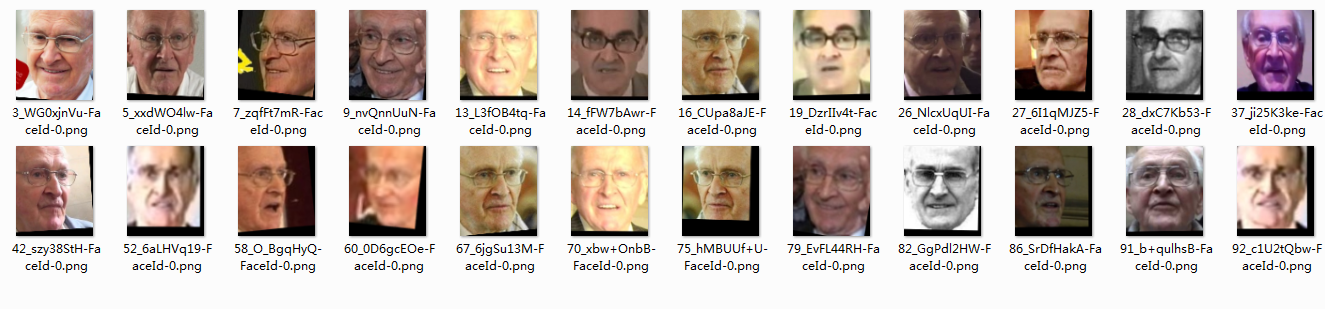 3_WG0xjnVu-Fa
ceId-0.png
5_xxdWO4lw-Fa
ceId-0.png
7_zqfFt7mR-Fac
eId-0.png
9_nvQnnUuN-Fa
ceId-0.png
13_L3fOB4tq-Fa
ceId-0.png
14_fFW7bAwr-F
aceId-0.png
16_CUpa8aJE-F
aceId-0.png
19_DzrIIv4t-Fac
eId-0.png
26_NlcxUqUI-Fa
ceId-0.png
27_6I1qMJZ5-F
aceId-0.png
28_dxC7Kb53-F
aceId-0.png
37_ji25K3ke-Fac
eId-0.png
42_szy38StH-Fa
ceId-0.png
52_6aLHVq19-F
aceId-0.png
58_O_BgqHyQ-
FaceId-0.png
60_0D6gcEOe-F
aceId-0.png
67_6jgSu13M-F
aceId-0.png
70_xbw+OnbB-
FaceId-0.png
75_hMBUUf+U-
FaceId-0.png
79_EvFL44RH-Fa
ceId-0.png
82_GgPdl2HW-F
aceId-0.png
86_SrDfHakA-Fa
ceId-0.png
91_b+qulhsB-Fa
ceId-0.png
92_c1U2tQbw-F
aceId-0.png